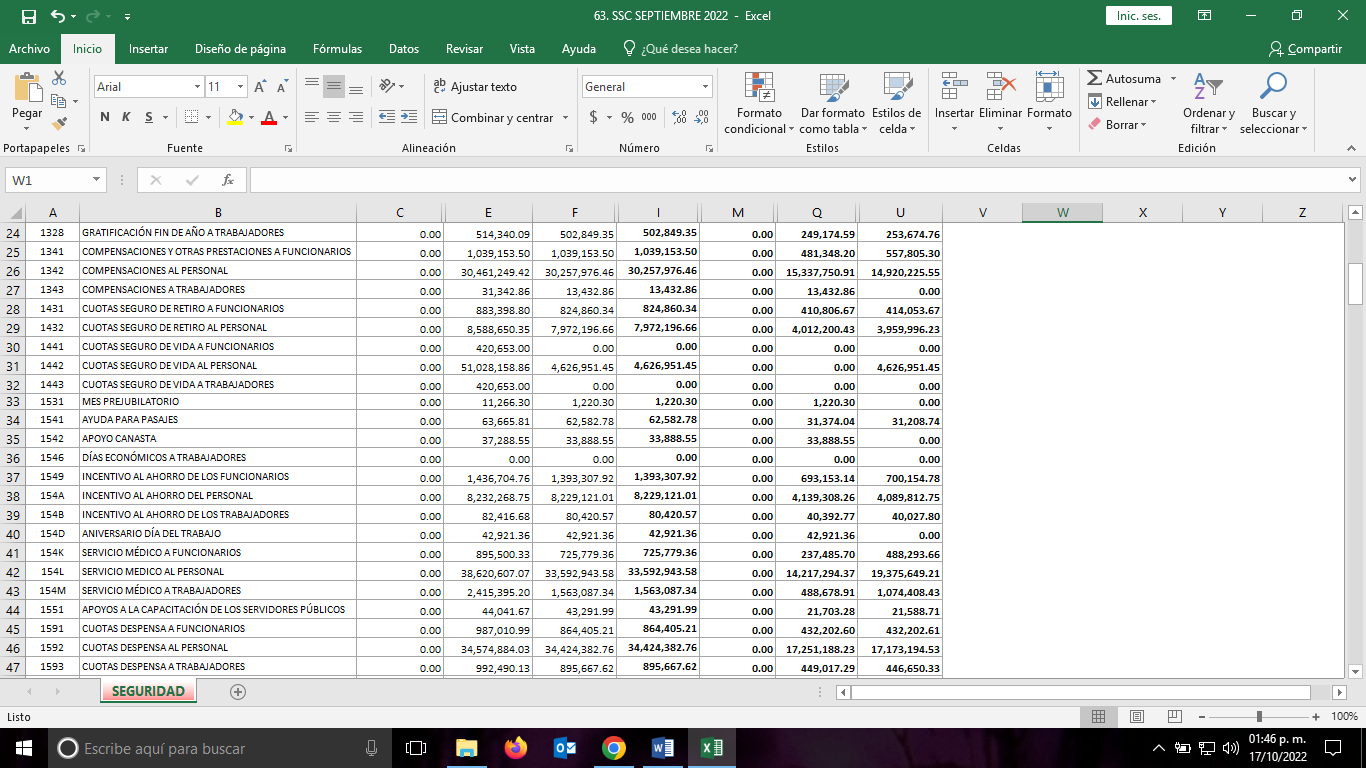 63. SSC SEPTIEMBRE 2022 - Excel
Inic. ses.
Archivo Inicio Insertar Diseño de página Fórmulas Datos Revisar Vista Ayuda ¿Qué desea hacer? Compartir
Arial 11 Ajustar texto General Autosuma
Pegar Formato condicional Dar formato como tabla Estilos de celda Insertar Eliminar Formato Rellenar Ordenar y filtrar Buscar y seleccionar
N K S Combinar y centrar $ % 000 Borrar
Portapapeles Fuente Alineación Número Estilos Celdas Edición
W1 fx
A B C E F I M Q U V W X Y Z
24 1328 GRATIFICACIÓN FIN DE AÑO A TRABAJADORES 0.00 514,340.09 502,849.35 502,849.35 0.00 249,174.59 253,674.76
25 1341 COMPENSACIONES Y OTRAS PRESTACIONES A FUNCIONARIOS 0.00 1,039,153.50 1,039,153.50 1,039,153.50 0.00 481,348.20 557,805.30
26 1342 COMPENSACIONES AL PERSONAL 0.00 30,461,249.42 30,257,976.46 30,257,976.46 0.00 15,337,750.91 14,920,225.55
27 1343 COMPENSACIONES A TRABAJADORES 0.00 31,342.86 13,432.86 13,432.86 0.00 13,432.86 0.00
28 1431 CUOTAS SEGURO DE RETIRO A FUNCIONARIOS 0.00 883,398.80 824,860.34 824,860.34 0.00 410,806.67 414,053.67
29 1432 CUOTAS SEGURO DE RETIRO AL PERSONAL 0.00 8,588,650.35 7,972,196.66 7,972,196.66 0.00 4,012,200.43 3,959,996.23
30 1441 CUOTAS SEGURO DE VIDA A FUNCIONARIOS 0.00 420,653.00 0.00 0.00 0.00 0.00 0.00
31 1442 CUOTAS SEGURO DE VIDA AL PERSONAL 0.00 51,028,158.86 4,626,951.45 4,626,951.45 0.00 0.00 4,626,951.45
32 1443 CUOTAS SEGURO DE VIDA A TRABAJADORES 0.00 420,653.00 0.00 0.00 0.00 0.00 0.00
33 1531 MES PREJUBILATORIO 0.00 11,266.30 1,220.30 1,220.30 0.00 1,220.30 0.00
34 1541 AYUDA PARA PASAJES 0.00 63,665.81 62,582.78 62,582.78 0.00 31,374.04 31,208.74
35 1542 APOYO CANASTA 0.00 37,288.55 33,888.55 33,888.55 0.00 33,888.55 0.00
36 1546 DÍAS ECONÓMICOS A TRABAJADORES 0.00 0.00 0.00 0.00 0.00 0.00 0.00
37 1549 INCENTIVO AL AHORRO DE LOS FUNCIONARIOS 0.00 1,436,704.76 1,393,307.92 1,393,307.92 0.00 693,153.14 700,154.78
38 154A INCENTIVO AL AHORRO DEL PERSONAL 0.00 8,232,268.75 8,229,121.01 8,229,121.01 0.00 4,139,308.26 4,089,812.75
39 154B INCENTIVO AL AHORRO DE LOS TRABAJADORES 0.00 82,416.68 80,420.57 80,420.57 0.00 40,392.77 40,027.80
40 154D ANIVERSARIO DÍA DEL TRABAJO 0.00 42,921.36 42,921.36 42,921.36 0.00 42,921.36 0.00
41 154K SERVICIO MÉDICO A FUNCIONARIOS 0.00 895,500.33 725,779.36 725,779.36 0.00 237,485.70 488,293.66
42 154L SERVICIO MEDICO AL PERSONAL 0.00 38,620,607.07 33,592,943.58 33,592,943.58 0.00 14,217,294.37 19,375,649.21
43 154M SERVICIO MÉDICO A TRABAJADORES 0.00 2,415,395.20 1,563,087.34 1,563,087.34 0.00 488,678.91 1,074,408.43
44 1551 APOYOS A LA CAPACITACIÓN DE LOS SERVIDORES PÚBLICOS 0.00 44,041.67 43,291.99 43,291.99 0.00 21,703.28 21,588.71
45 1591 CUOTAS DESPENSA A FUNCIONARIOS 0.00 987,010.99 864,405.21 864,405.21 0.00 432,202.60 432,202.61
46 1592 CUOTAS DESPENSA AL PERSONAL 0.00 34,574,884.03 34,424,382.76 34,424,382.76 0.00 17,251,188.23 17,173,194.53
47 1593 CUOTAS DESPENSA A TRABAJADORES 0.00 992,490.13 895,667.62 895,667.62 0.00 449,017.29 446,650.33
SEGURIDAD
Listo 100%
Escribe aquí para buscar
01:46 p. m.
17/10/2022